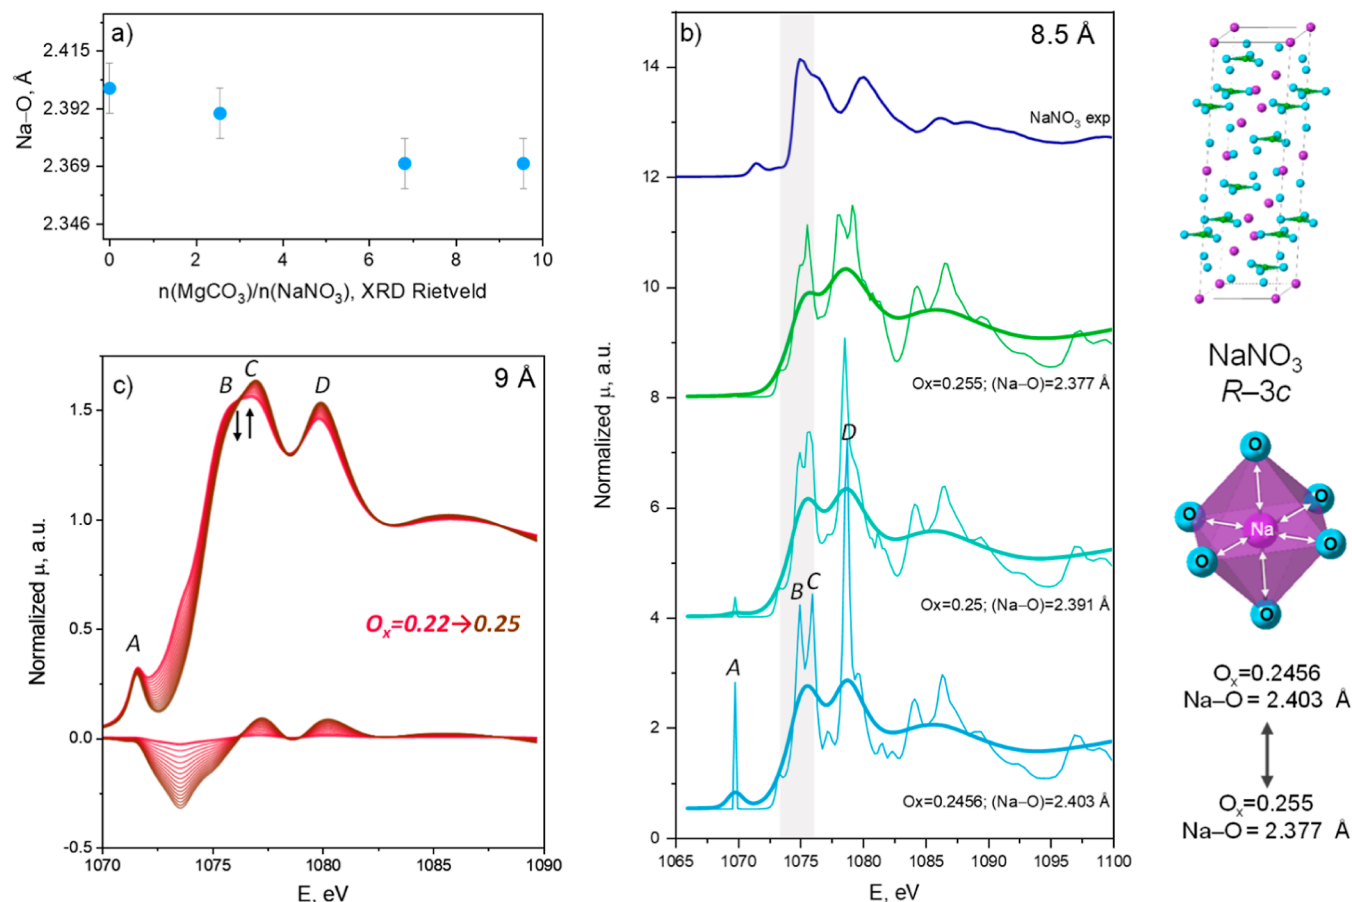 a)
2.415
2.392
2.369
2.346
Na–O, Å
0 2 4 6 8 10
n(MgCO₃)/n(NaNO₃), XRD Rietveld
b)
8.5 Å
14
12
10
8
6
4
2
0
Normalized μ, a.u.
NaNO₃ exp
Ox=0.255; (Na–O)=2.377 Å
Ox=0.25; (Na–O)=2.391 Å
D
B C
A
Ox=0.2456; (Na–O)=2.403 Å
1065 1070 1075 1080 1085 1090 1095 1100
E, eV
c)
9 Å
1.5
1.0
0.5
0.0
-0.5
Normalized μ, a.u.
A
B
C
D
Oₓ=0.22→0.25
1070 1075 1080 1085 1090
E, eV
NaNO₃
R–3c
O
O
O
Na
O
O
O
Oₓ=0.2456
Na–O = 2.403 Å
Oₓ=0.255
Na–O = 2.377 Å